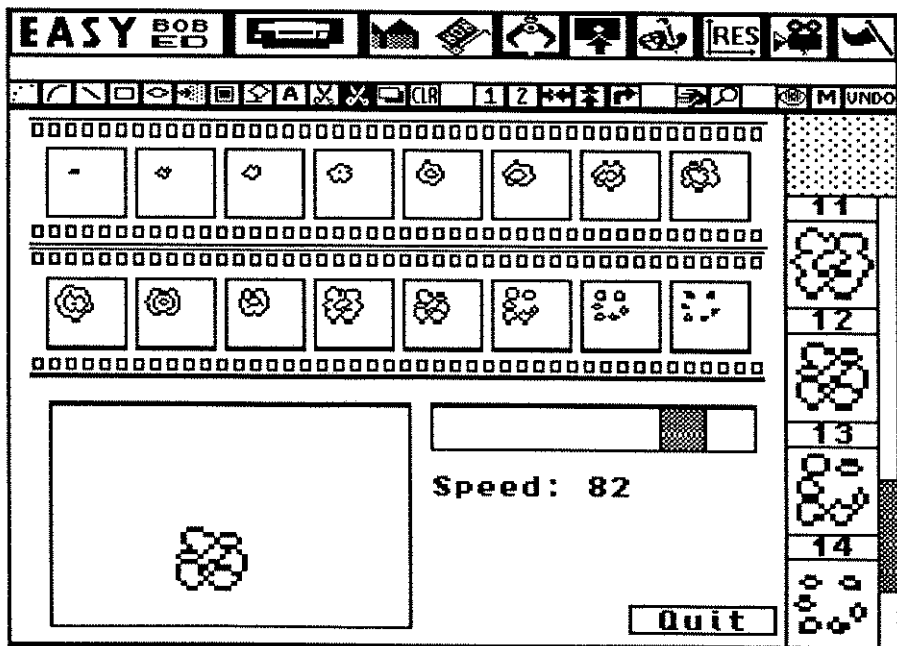 EASY BOB ED RES
A CLR 1 2 M UNDO
11
12
13
Speed: 82
14
Quit